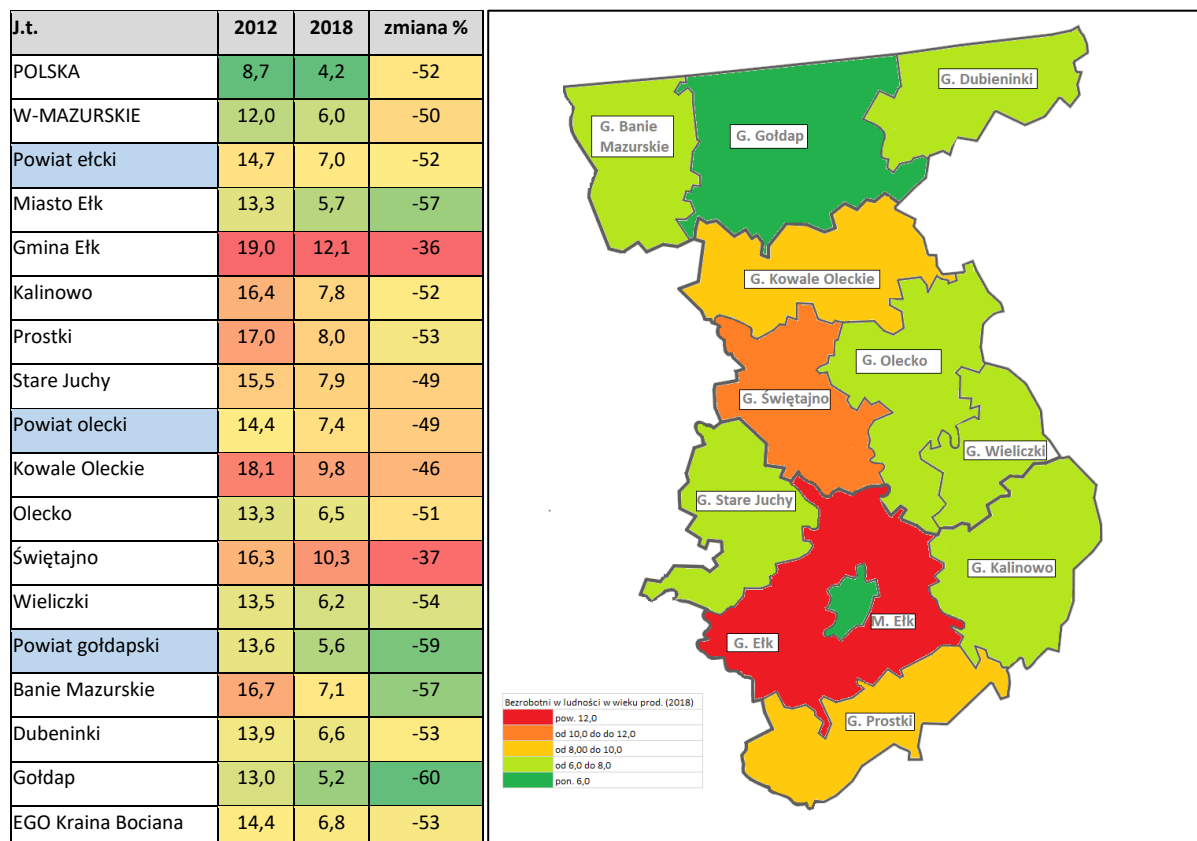 J.t. 2012 2018 zmiana %
POLSKA 8,7 4,2 -52
W-MAZURSKIE 12,0 6,0 -50
Powiat ełcki 14,7 7,0 -52
Miasto Ełk 13,3 5,7 -57
Gmina Ełk 19,0 12,1 -36
Kalinowo 16,4 7,8 -52
Prostki 17,0 8,0 -53
Stare Juchy 15,5 7,9 -49
Powiat olecki 14,4 7,4 -49
Kowale Oleckie 18,1 9,8 -46
Olecko 13,3 6,5 -51
Świętajno 16,3 10,3 -37
Wieliczki 13,5 6,2 -54
Powiat gołdapski 13,6 5,6 -59
Banie Mazurskie 16,7 7,1 -57
Dubeninki 13,9 6,6 -53
Gołdap 13,0 5,2 -60
EGO Kraina Bociana 14,4 6,8 -53
G. Dubieninki
G. Banie
Mazurskie
G. Gołdap
G. Kowale Oleckie
G. Olecko
G. Świętajno
G. Wieliczki
G. Stare Juchy
G. Kalinowo
M. Ełk
G. Ełk
G. Prostki
Bezrobotni w ludności w wieku prod. (2018)
pow. 12,0
od 10,0 do do 12,0
od 8,00 do 10,0
od 6,0 do 8,0
pon. 6,0